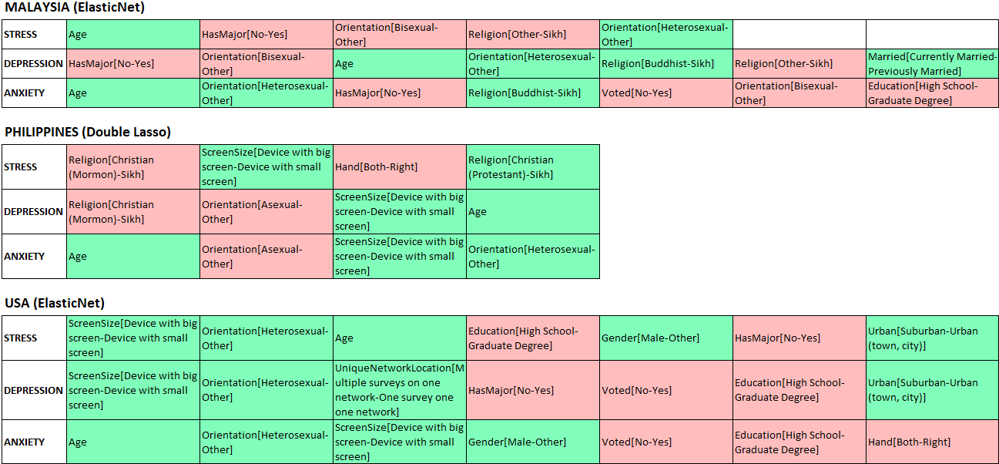 MALAYSIA (ElasticNet)
STRESS
Age
HasMajor[No-Yes]
Orientation[Bisexual-
Other]
Religion[Other-Sikh]
Orientation[Heterosexual-
Other]
DEPRESSION
HasMajor[No-Yes]
Orientation[Bisexual-
Other]
Age
Orientation[Heterosexual-
Other]
Religion[Buddhist-Sikh]
Religion[Other-Sikh]
Married[Currently Married-
Previously Married]
ANXIETY
Age
Orientation[Heterosexual-
Other]
HasMajor[No-Yes]
Religion[Buddhist-Sikh]
Voted[No-Yes]
Orientation[Bisexual-
Other]
Education[High School-
Graduate Degree]
PHILIPPINES (Double Lasso)
STRESS
Religion[Christian
(Mormon)-Sikh]
ScreenSize[Device with big
screen-Device with small
screen]
Hand[Both-Right]
Religion[Christian
(Protestant)-Sikh]
DEPRESSION
Religion[Christian
(Mormon)-Sikh]
Orientation[Asexual-
Other]
ScreenSize[Device with big
screen-Device with small
screen]
Age
ANXIETY
Age
Orientation[Asexual-
Other]
ScreenSize[Device with big
screen-Device with small
screen]
Orientation[Heterosexual-
Other]
USA (ElasticNet)
STRESS
ScreenSize[Device with big
screen-Device with small
screen]
Orientation[Heterosexual-
Other]
Age
Education[High School-
Graduate Degree]
Gender[Male-Other]
HasMajor[No-Yes]
Urban[Suburban-Urban
(town, city)]
DEPRESSION
ScreenSize[Device with big
screen-Device with small
screen]
Orientation[Heterosexual-
Other]
UniqueNetworkLocation[M
ultiple surveys on one
network-One survey one
one network]
HasMajor[No-Yes]
Voted[No-Yes]
Education[High School-
Graduate Degree]
Urban[Suburban-Urban
(town, city)]
ANXIETY
Age
Orientation[Heterosexual-
Other]
ScreenSize[Device with big
screen-Device with small
screen]
Gender[Male-Other]
Voted[No-Yes]
Education[High School-
Graduate Degree]
Hand[Both-Right]